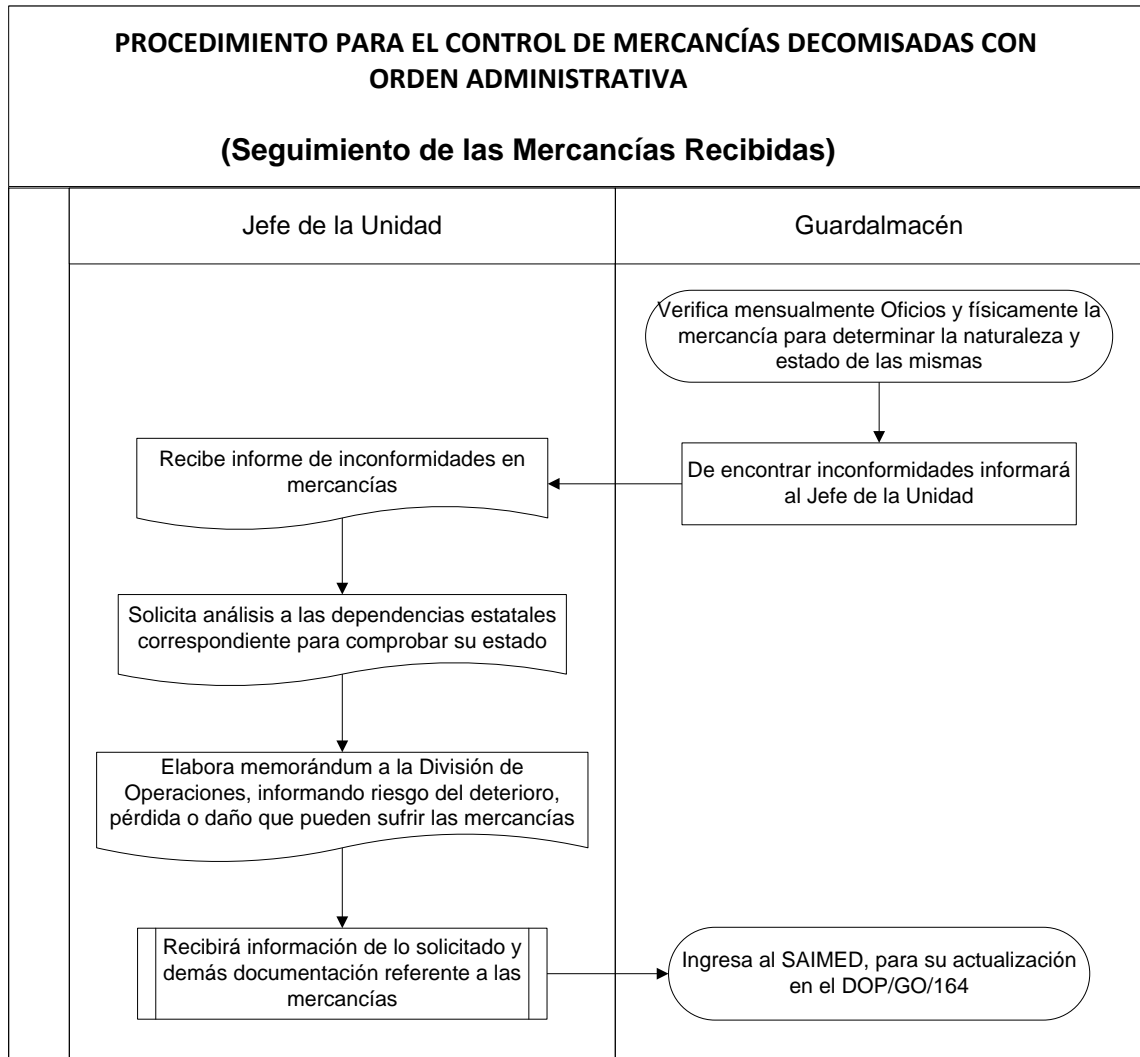 PROCEDIMIENTO PARA EL CONTROL DE MERCANCÍAS DECOMISADAS CON
ORDEN ADMINISTRATIVA
(Seguimiento de las Mercancías Recibidas)
Jefe de la Unidad
Guardalmacén
Verifica mensualmente Oficios y físicamente la
mercancía para determinar la naturaleza y
estado de las mismas
De encontrar inconformidades informará
al Jefe de la Unidad
Recibe informe de inconformidades en
mercancías
Solicita análisis a las dependencias estatales
correspondiente para comprobar su estado
Elabora memorándum a la División de
Operaciones, informando riesgo del deterioro,
pérdida o daño que pueden sufrir las mercancías
Recibirá información de lo solicitado y
demás documentación referente a las
mercancías
Ingresa al SAIMED, para su actualización
en el DOP/GO/164